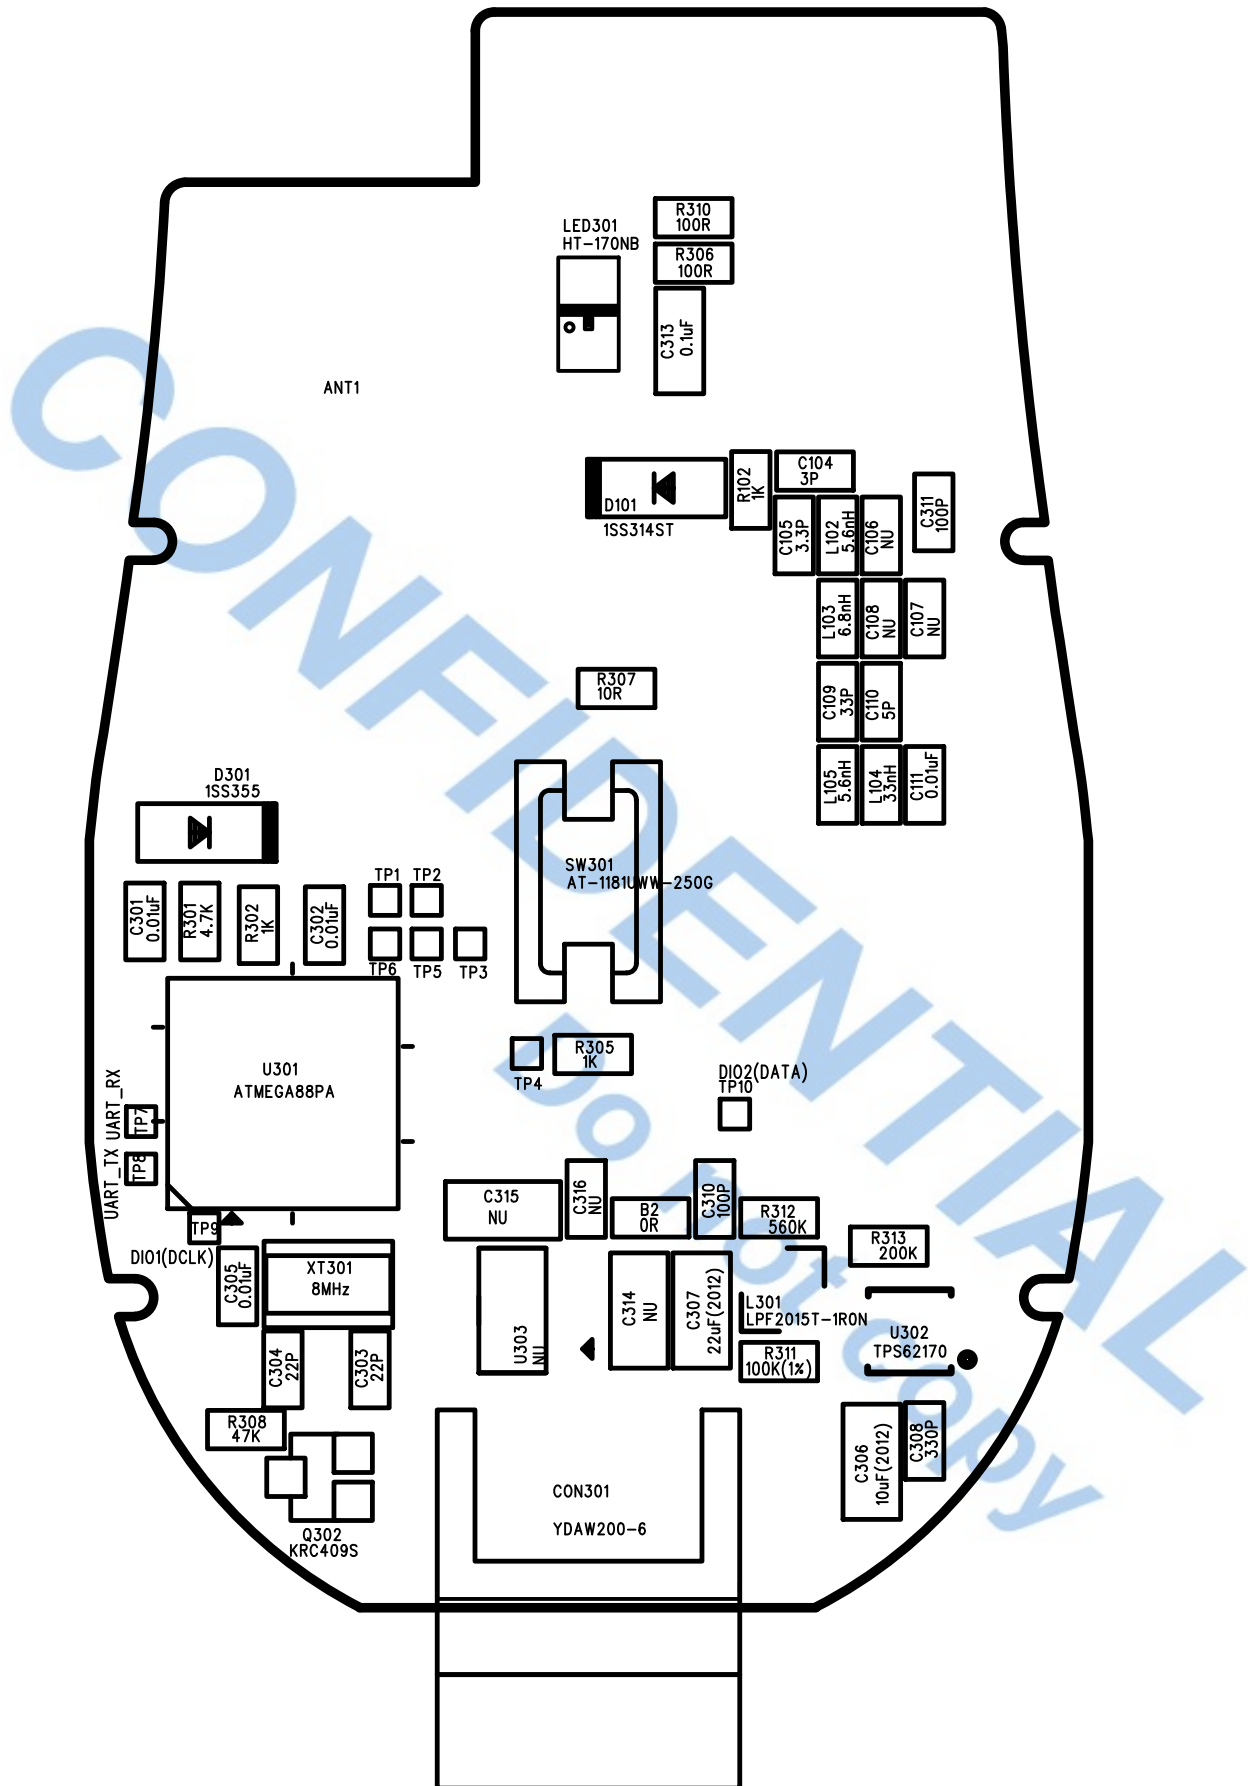 R310
100R
LED301
HT-170NB
R306
100R
C313
0.1uF
ANT1
C104
3P
R102
1K
D101
1SS314ST
C311
100P
C105
3.3P
L102
5.6nH
C106
NU
L103
6.8nH
C108
NU
C107
NU
R307
10R
C109
33P
C110
5P
L105
5.6nH
L104
33nH
C111
0.01uF
D301
1SS355
SW301
AT-1181UWW-250G
TP1
TP2
C301
0.01uF
R301
4.7K
R302
1K
C302
0.01uF
TP6
TP5
TP3
U301
ATMEGA88PA
R305
1K
TP4
DIO2(DATA)
TP10
UART_RX
TP7
UART_TX
TP8
TP9
DIO1(DCLK)
C315
NU
C316
NU
B2
0R
C310
100P
R312
560K
R313
200K
C305
0.01uF
XT301
8MHz
U303
NU
C314
NU
C307
22uF(2012)
L301
LPF2015T-1R0N
U302
TPS62170
R311
100K(1%)
C304
22P
C303
22P
R308
47K
C306
10uF(2012)
C308
330P
CON301
YDAW200-6
Q302
KRC409S
CONFIDENTIAL
Do not copy